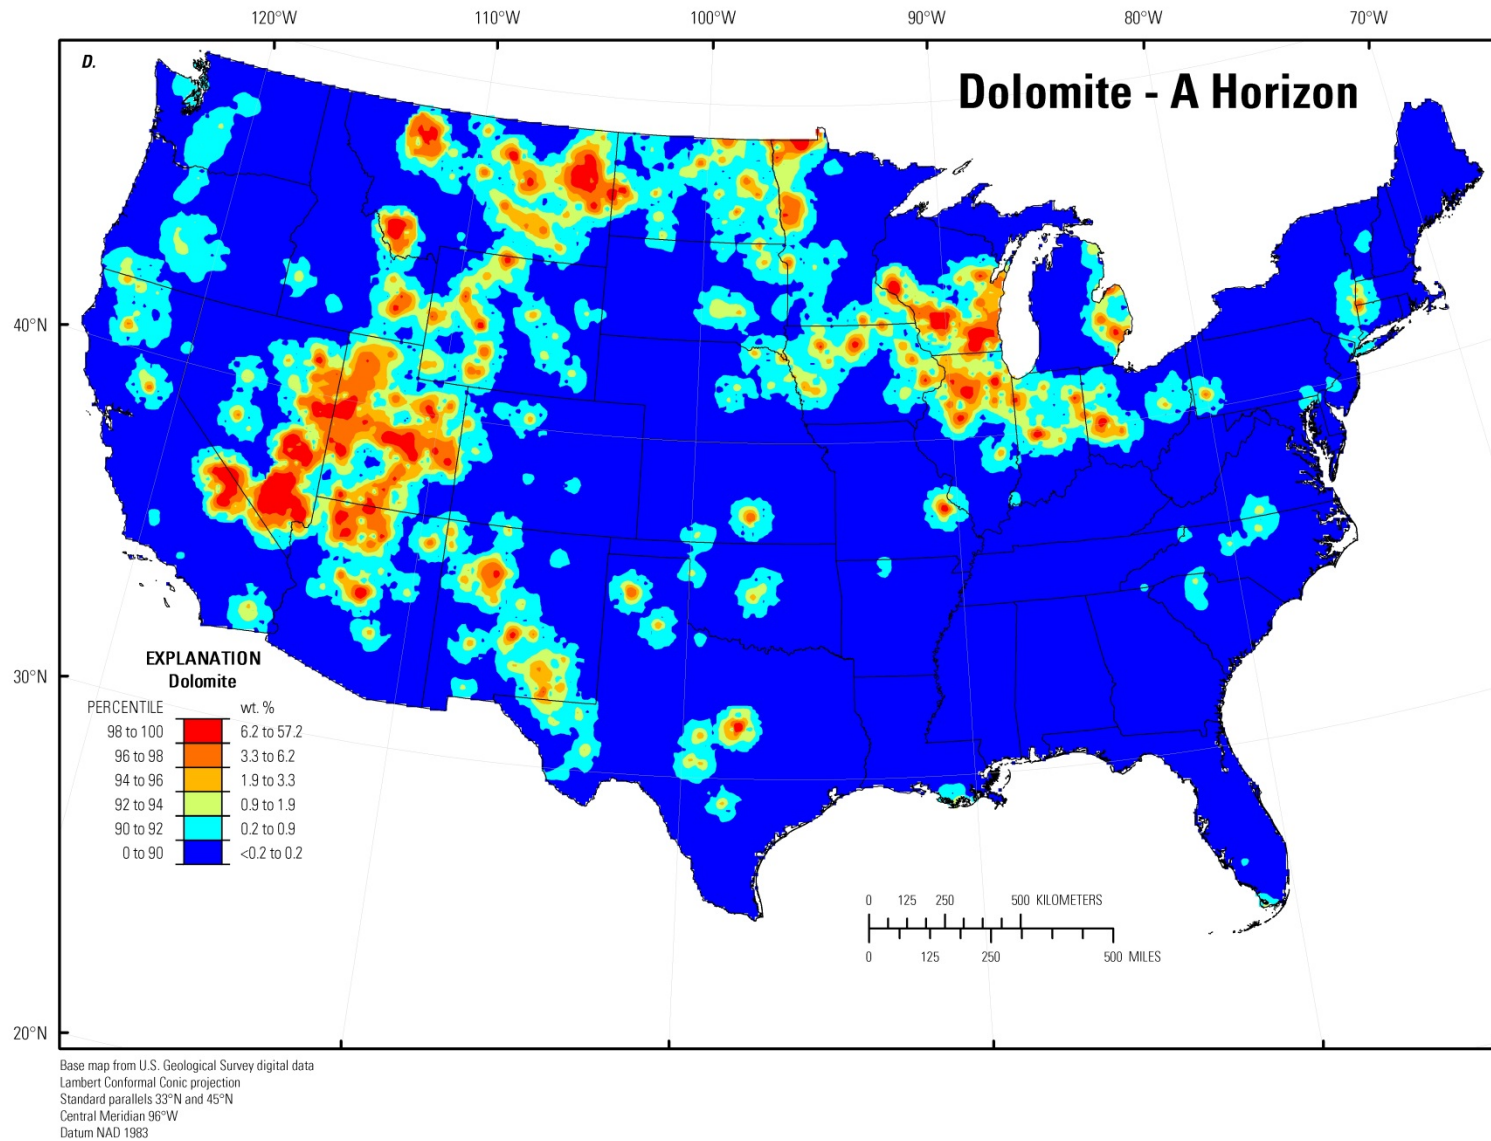 120°W 110°W 100°W 90°W 80°W 70°W
D.
Dolomite - A Horizon
40°N
30°N
20°N
EXPLANATION
Dolomite
PERCENTILE wt. %
98 to 100 6.2 to 57.2
96 to 98 3.3 to 6.2
94 to 96 1.9 to 3.3
92 to 94 0.9 to 1.9
90 to 92 0.2 to 0.9
0 to 90 <0.2 to 0.2
0 125 250 500 KILOMETERS
0 125 250 500 MILES
Base map from U.S. Geological Survey digital data
Lambert Conformal Conic projection
Standard parallels 33°N and 45°N
Central Meridian 96°W
Datum NAD 1983